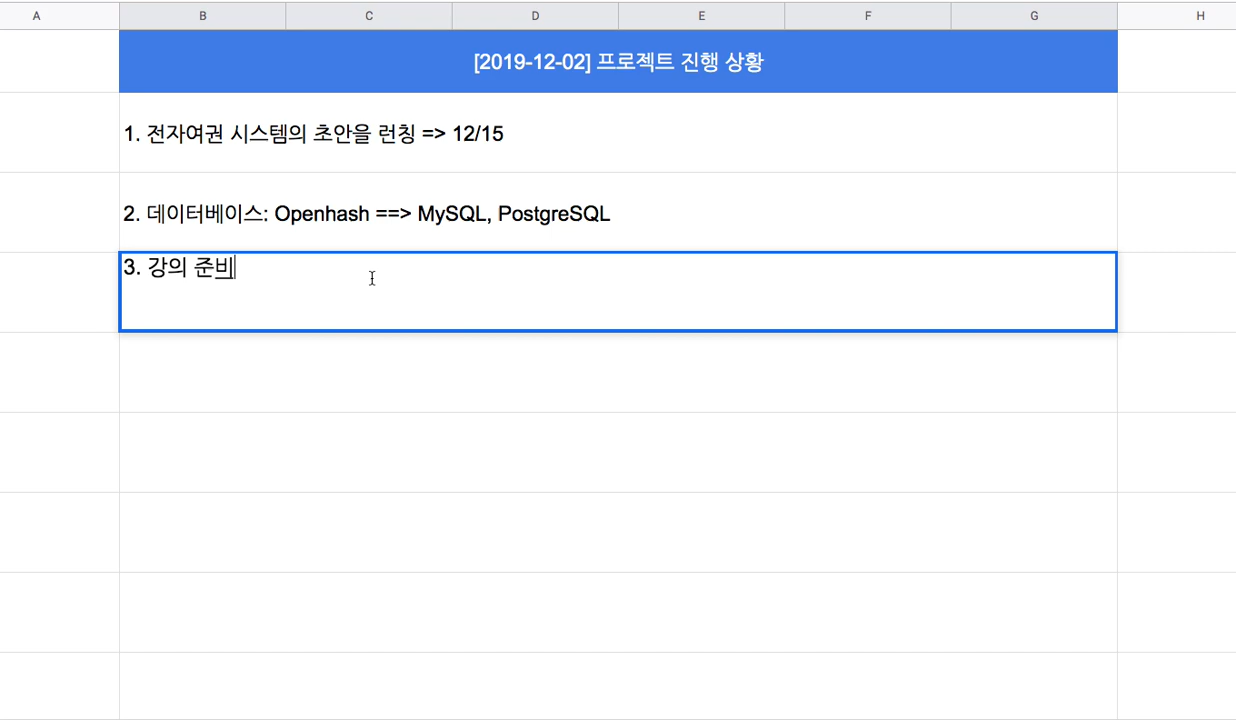 A B C D E F G H
[2019-12-02] 프로젝트 진행 상황
1. 전자여권 시스템의 초안을 런칭 => 12/15
2. 데이터베이스: Openhash ==> MySQL, PostgreSQL
3. 강의 준비